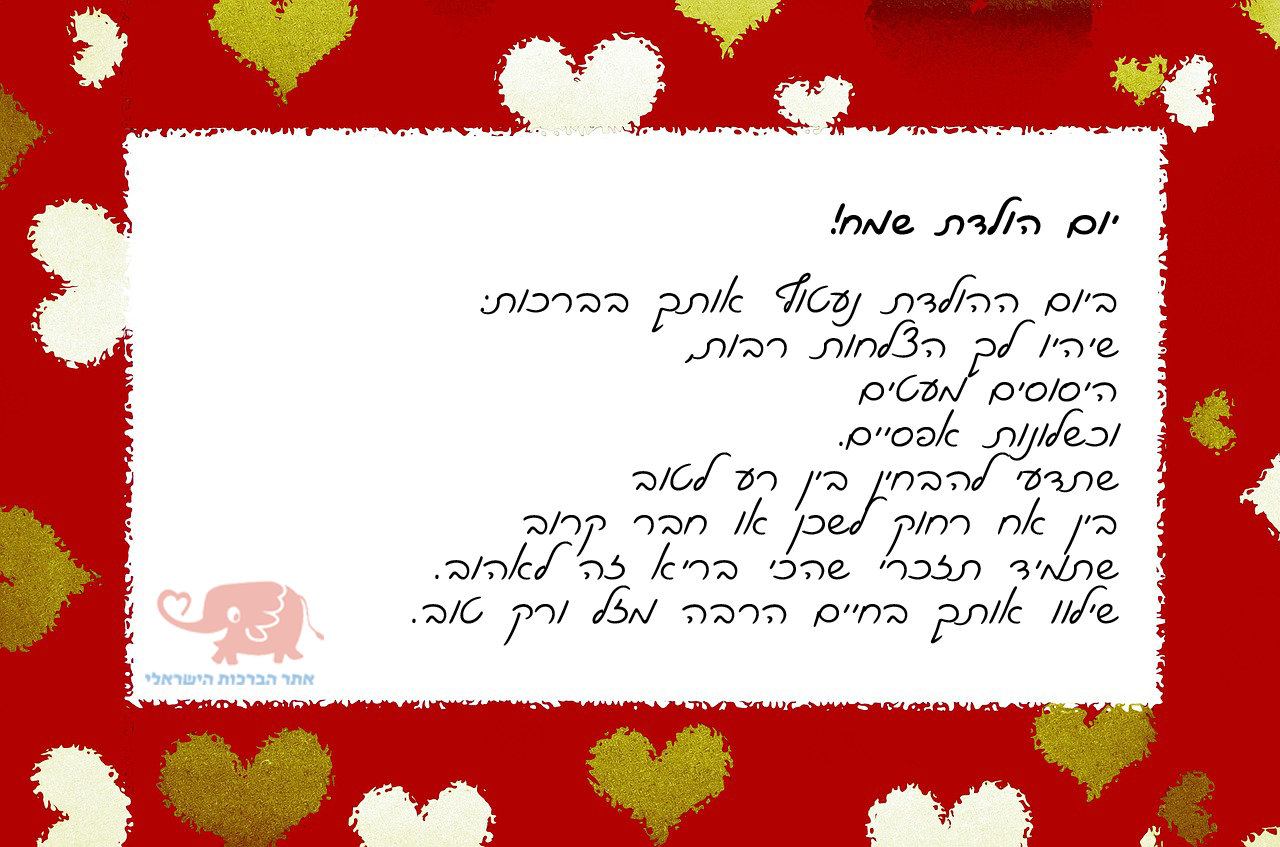 יום הולדת שמח!
ביום ההולדת נעטוף אותך בברכות:
שיהיו לך הצלחות רבות,
היסוסים מעטים
וכשלונות אפסיים.
שתדעי להבחין בין רע לטוב
בין אח רחוק לשכן או חבר קרוב
שתמיד תזכרי שהכי בריא זה לאהוב.
שילוו אותך בחיים הרבה מזל ורק טוב.
אתר הברכות הישראלי